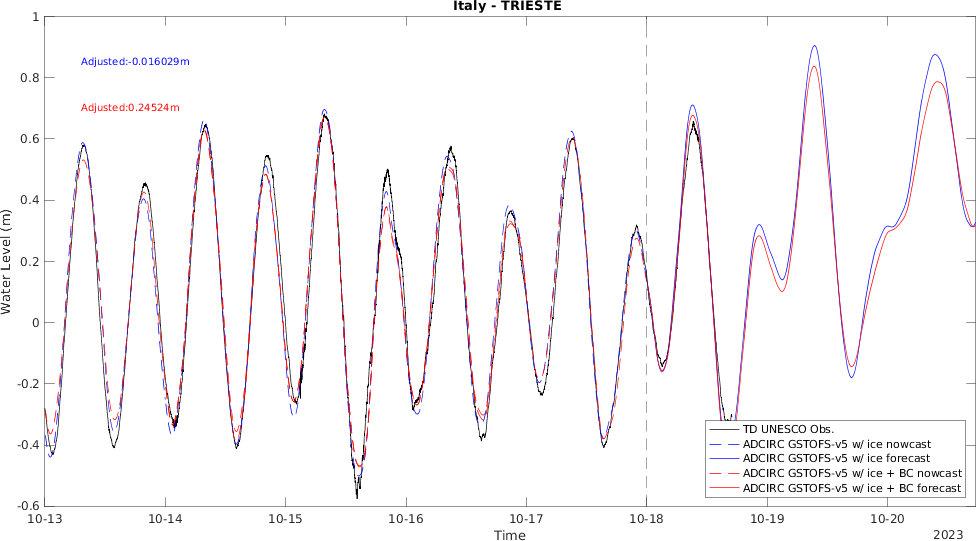 Italy - TRIESTE
1
Adjusted:-0.016029m
0.8
Adjusted:0.24524m
0.6
0.4
Water Level (m)
0.2
0
-0.2
-0.4
-0.6
TD UNESCO Obs.
ADCIRC GSTOFS-v5 w/ ice nowcast
ADCIRC GSTOFS-v5 w/ ice forecast
ADCIRC GSTOFS-v5 w/ ice + BC nowcast
ADCIRC GSTOFS-v5 w/ ice + BC forecast
10-13 10-14 10-15 10-16 10-17 10-18 10-19 10-20
Time
2023